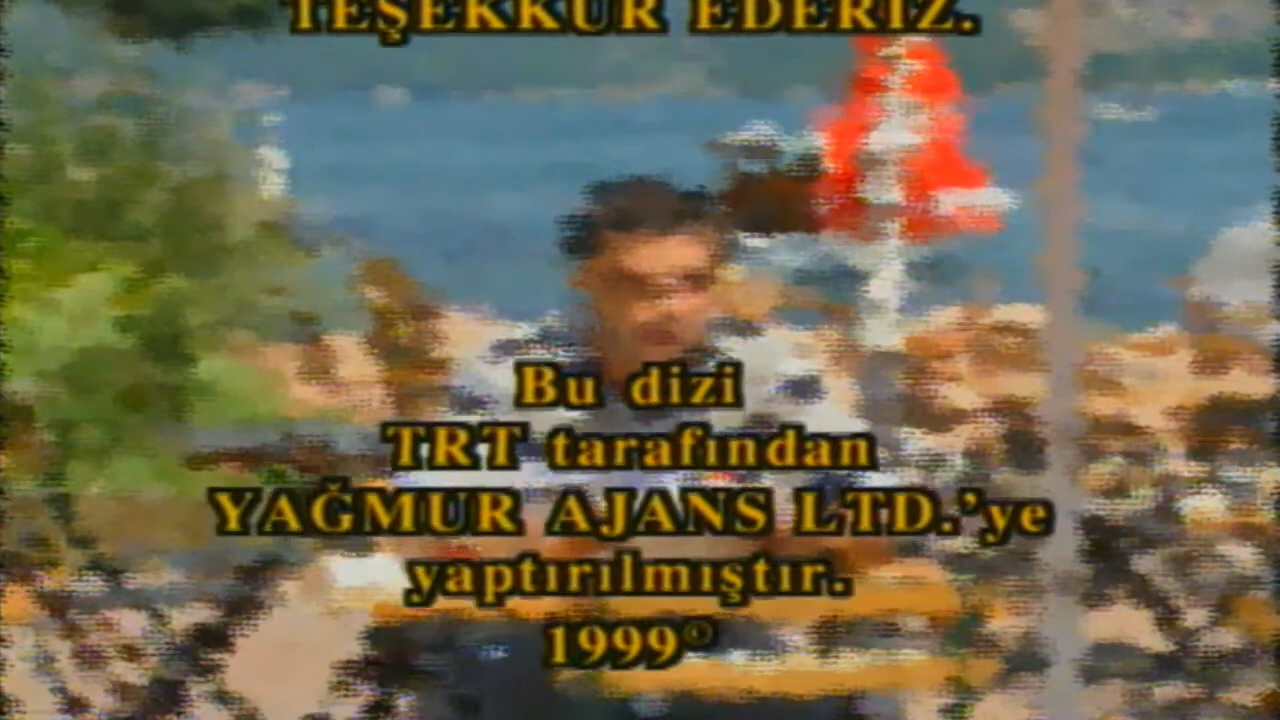 TEŞEKKÜR EDERİZ.
Bu dizi
TRT tarafından
YAĞMUR AJANS LTD.'ye
yaptırılmıştır.
1999©